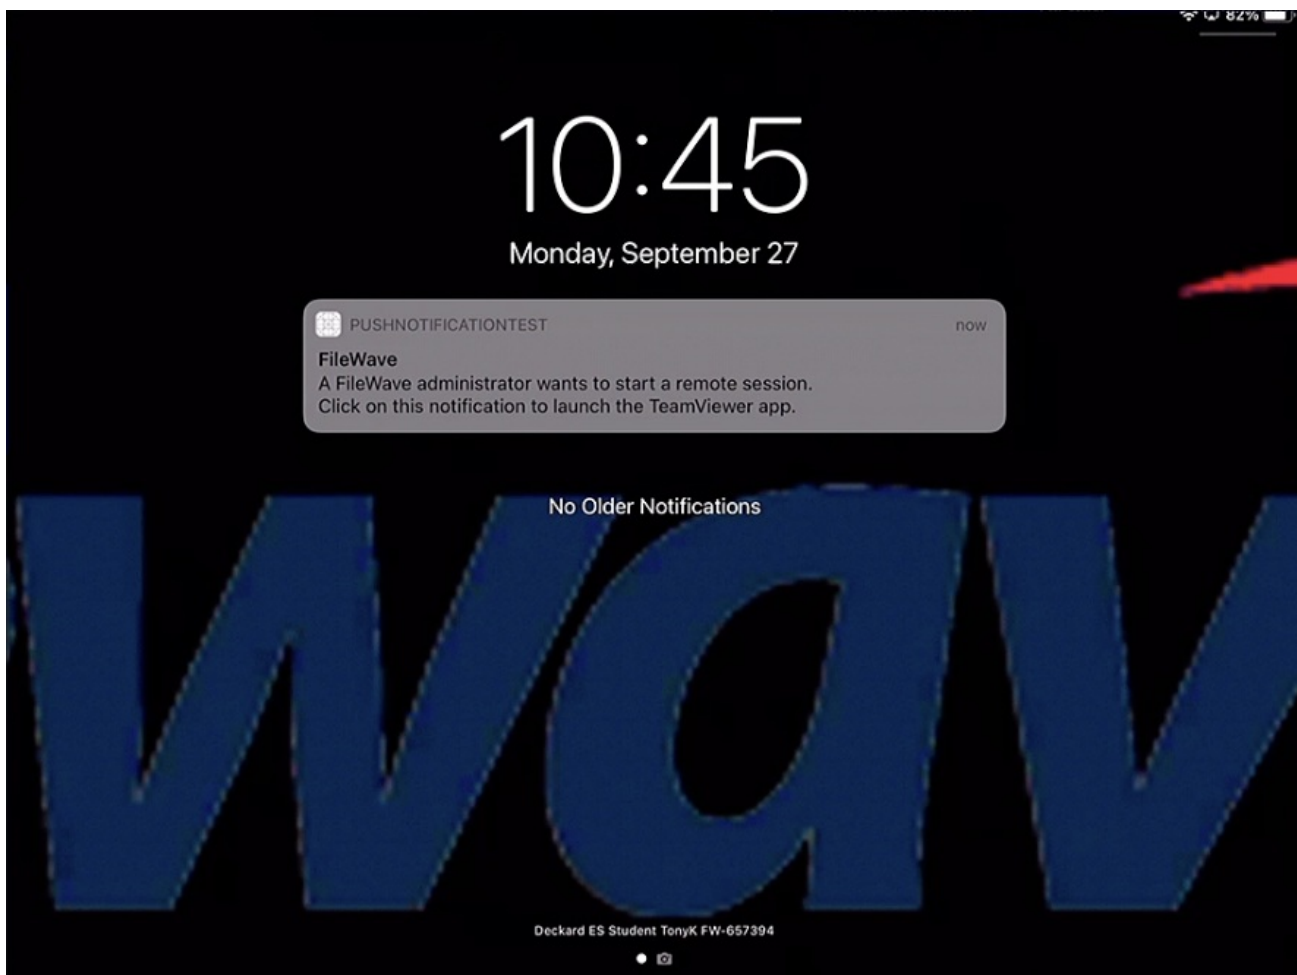 82%
10:45
Monday, September 27
PUSHNOTIFICATIONTEST now
FileWave
A FileWave administrator wants to start a remote session.
Click on this notification to launch the TeamViewer app.
No Older Notifications
wav
Deckard ES Student TonyK FW-657394